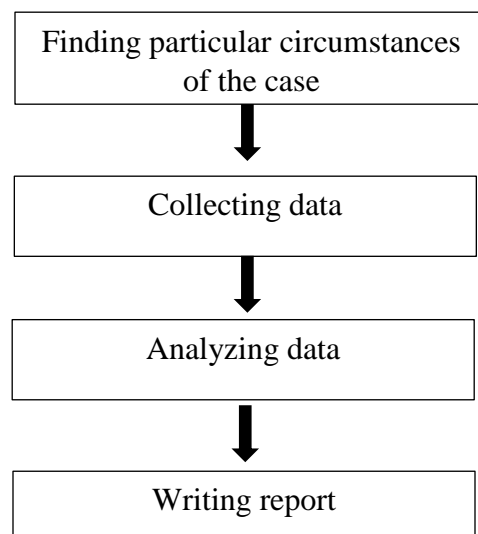 Finding particular circumstances
of the case
Collecting data
Analyzing data
Writing report